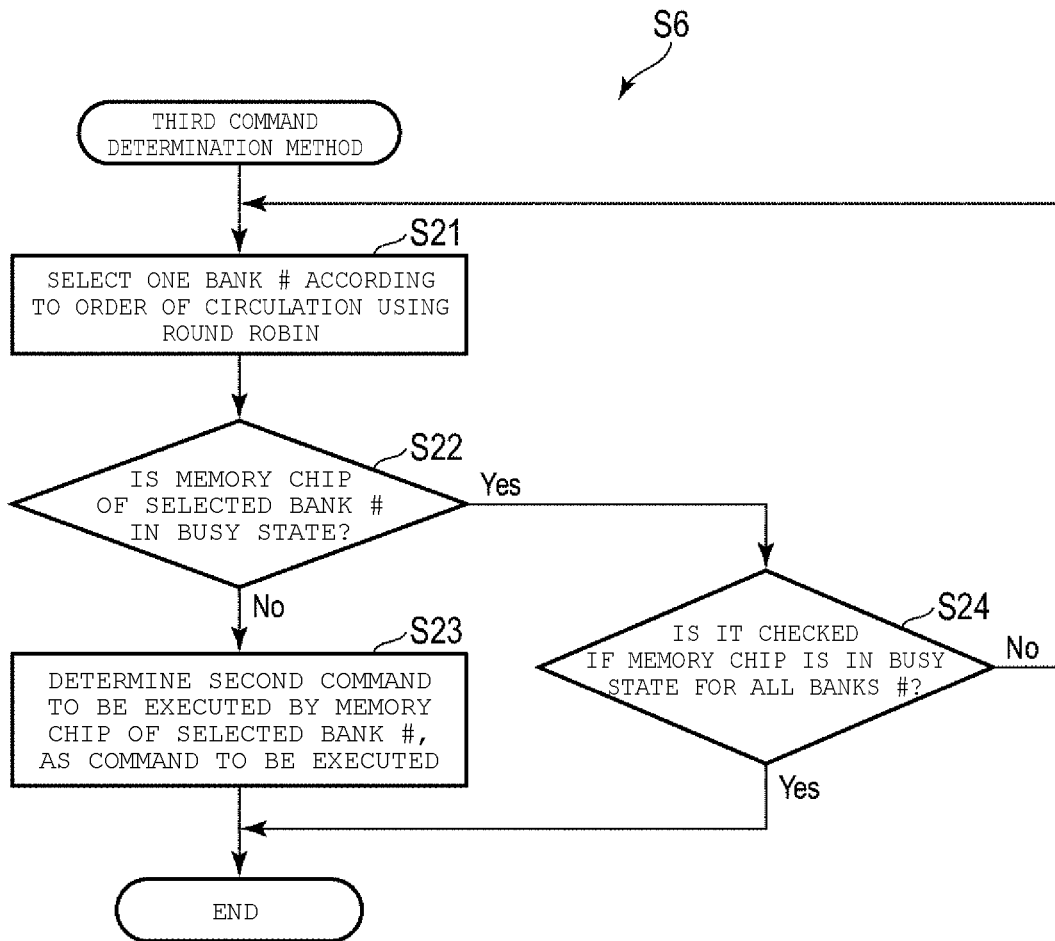 S6
THIRD COMMAND
DETERMINATION METHOD
S21
SELECT ONE BANK # ACCORDING
TO ORDER OF CIRCULATION USING
ROUND ROBIN
S22
IS MEMORY CHIP
OF SELECTED BANK #
IN BUSY STATE?
Yes
No
S23
DETERMINE SECOND COMMAND
TO BE EXECUTED BY MEMORY
CHIP OF SELECTED BANK #,
AS COMMAND TO BE EXECUTED
S24
IS IT CHECKED
IF MEMORY CHIP IS IN BUSY
STATE FOR ALL BANKS #?
No
Yes
END